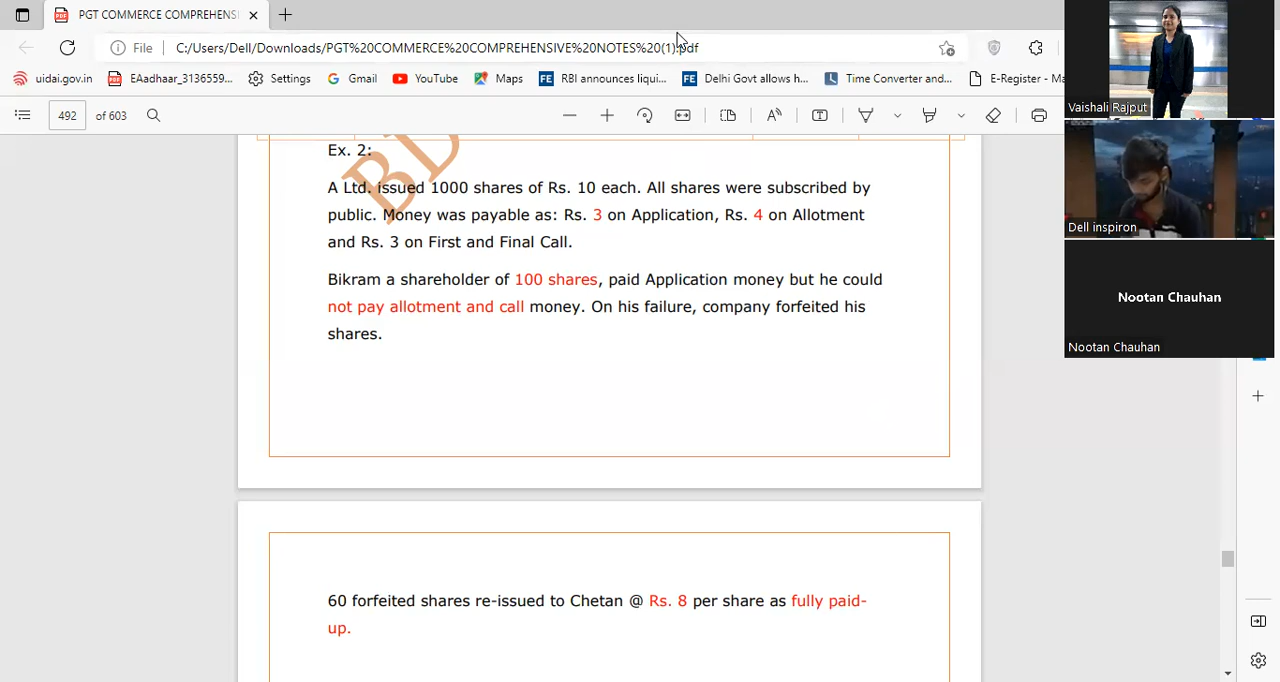 PGT COMMERCE COMPREHENSI
File
C:/Users/Dell/Downloads/PGT%20COMMERCE%20COMPREHENSIVE%20NOTES%20(1).pdf
uidai.gov.in
EAadhaar_3136559...
Settings
Gmail
YouTube
Maps
FE RBI announces liqui...
FE Delhi Govt allows h...
Time Converter and...
E-Register - Ma
492 of 603
Ex. 2:
A Ltd. issued 1000 shares of Rs. 10 each. All shares were subscribed by
public. Money was payable as: Rs. 3 on Application, Rs. 4 on Allotment
and Rs. 3 on First and Final Call.
Bikram a shareholder of 100 shares, paid Application money but he could
not pay allotment and call money. On his failure, company forfeited his
shares.
60 forfeited shares re-issued to Chetan @ Rs. 8 per share as fully paid-
up.
Vaishali Rajput
Dell inspiron
Nootan Chauhan
Nootan Chauhan